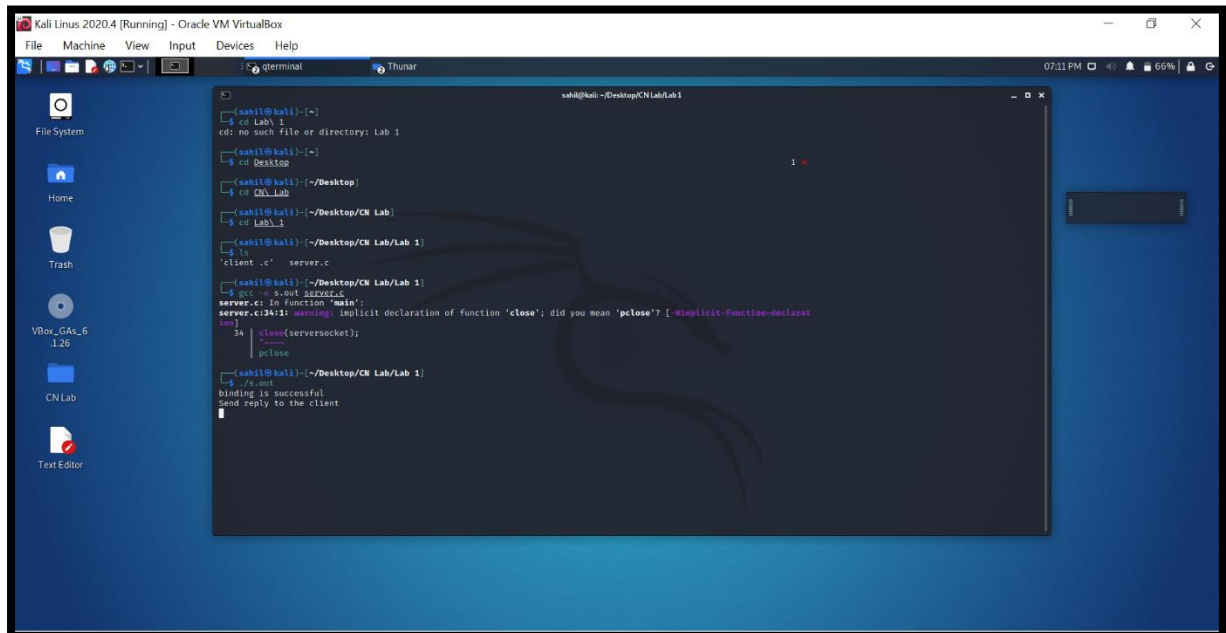 Kali Linus 2020.4 [Running] - Oracle VM VirtualBox
File Machine View Input Devices Help
qterminal Thunar 07:11 PM 66%
sahil@kali: ~/Desktop/CN Lab/Lab 1
File System
Home
Trash
VBox_GAs_6
.1.26
CN Lab
Text Editor
(sahil㉿kali)-[~]
$ cd Lab\ 1
cd: no such file or directory: Lab 1
(sahil㉿kali)-[~]
$ cd Desktop 1
(sahil㉿kali)-[~/Desktop]
$ cd CN\ Lab
(sahil㉿kali)-[~/Desktop/CN Lab]
$ cd Lab\ 1
(sahil㉿kali)-[~/Desktop/CN Lab/Lab 1]
$ ls
'client .c' server.c
(sahil㉿kali)-[~/Desktop/CN Lab/Lab 1]
$ gcc -o s.out server.c
server.c: In function 'main':
server.c:34:1: warning: implicit declaration of function 'close'; did you mean 'pclose'? [-Wimplicit-function-declarat
ion]
34 | close(serversocket);
| ^~~~~
| pclose
(sahil㉿kali)-[~/Desktop/CN Lab/Lab 1]
$ ./s.out
binding is successful
Send reply to the client